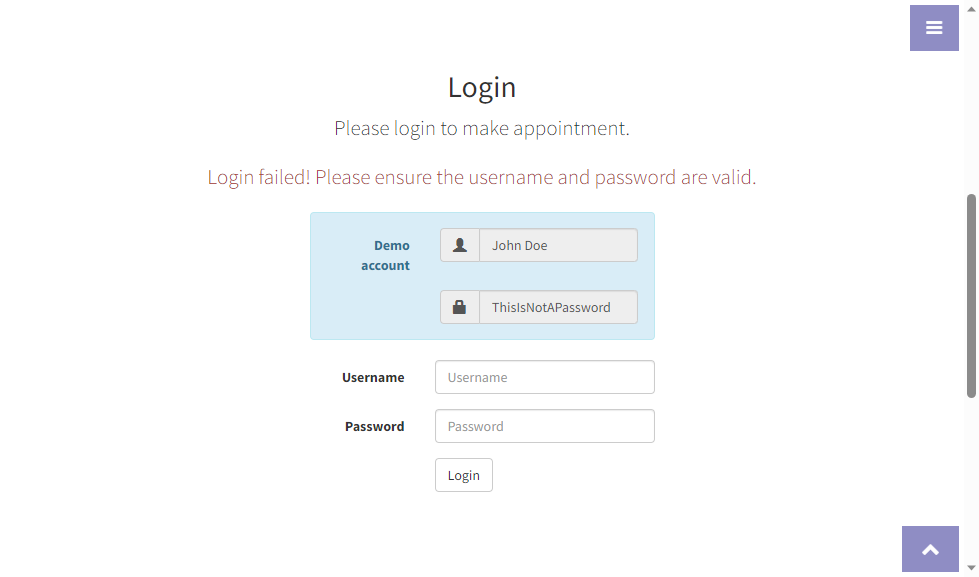 Login
Please login to make appointment.
Login failed! Please ensure the username and password are valid.
Demo
account
John Doe
ThisIsNotAPassword
Username
Username
Password
Password
Login